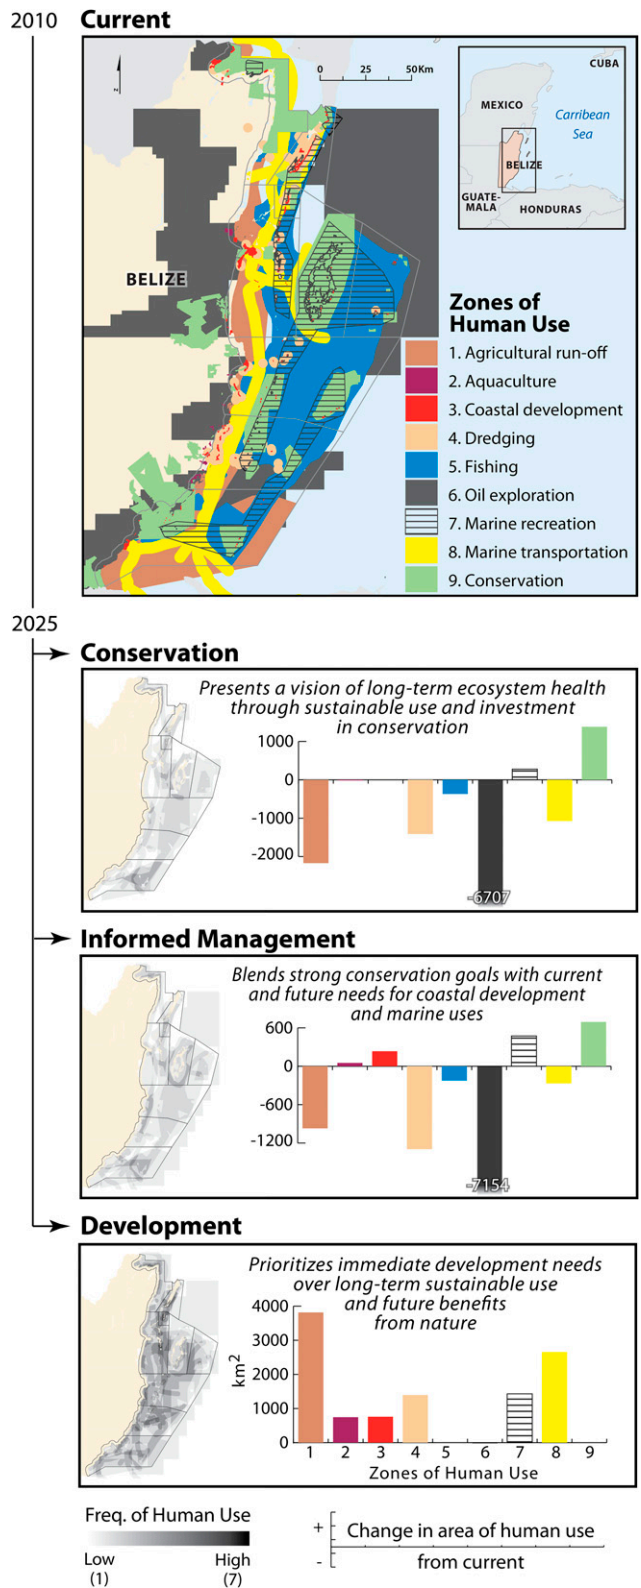 2010
Current
N
0 25 50Km
CUBA
MEXICO
Carribean
Sea
BELIZE
GUATE-
MALA
HONDURAS
BELIZE
Zones of
Human Use
1. Agricultural run-off
2. Aquaculture
3. Coastal development
4. Dredging
5. Fishing
6. Oil exploration
7. Marine recreation
8. Marine transportation
9. Conservation
2025
Conservation
Presents a vision of long-term ecosystem health
through sustainable use and investment
in conservation
1000
0
-1000
-2000
-6707
Informed Management
Blends strong conservation goals with current
and future needs for coastal development
and marine uses
600
0
-600
-1200
-7154
Development
Prioritizes immediate development needs
over long-term sustainable use
and future benefits
from nature
4000
3000
2000
1000
0
km²
1 2 3 4 5 6 7 8 9
Zones of Human Use
Freq. of Human Use
Low
(1)
High
(7)
+
Change in area of human use
-
from current